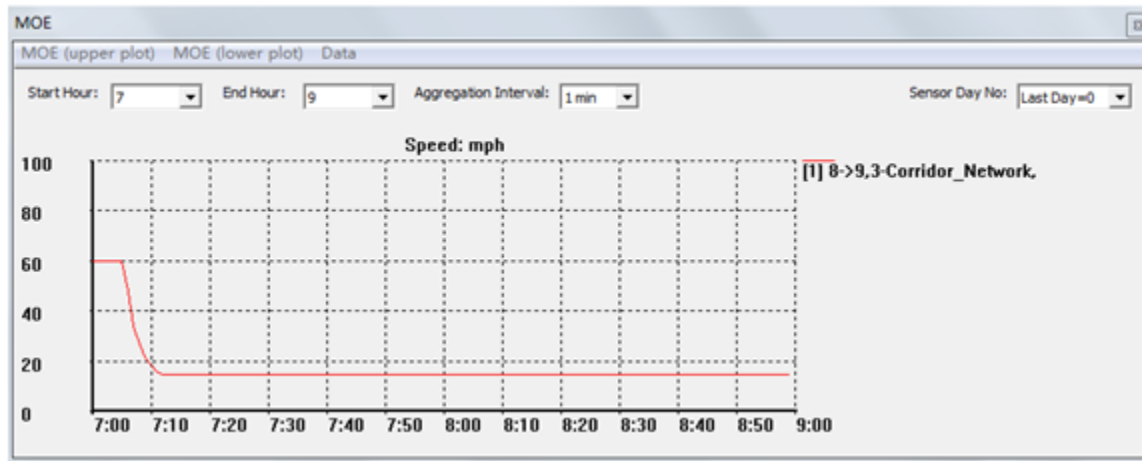 MOE
MOE (upper plot) MOE (lower plot) Data
Start Hour: 7 End Hour: 9 Aggregation Interval: 1 min Sensor Day No: Last Day=0
Speed: mph
[1] 8->9,3-Corridor_Network,
100
80
60
40
20
0
7:00 7:10 7:20 7:30 7:40 7:50 8:00 8:10 8:20 8:30 8:40 8:50 9:00